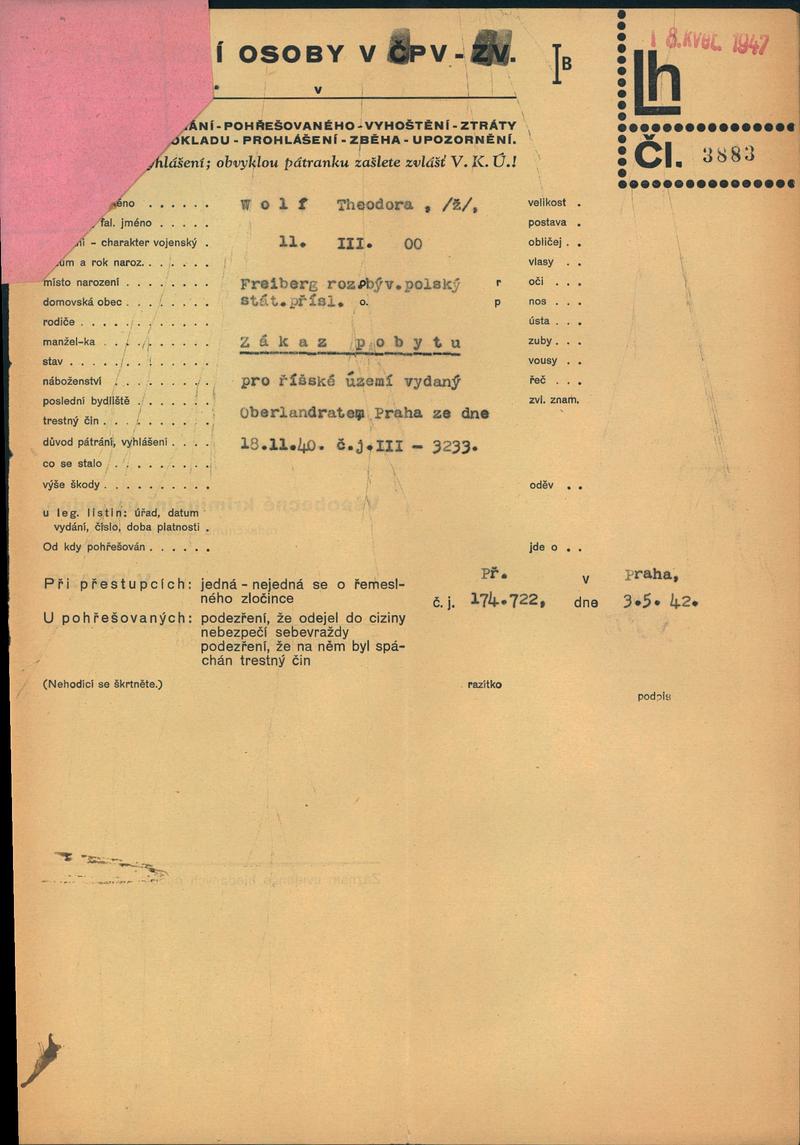 Í OSOBY V ČPV - ZV.
IB
18. KVĚT. 1942
v
lh
ÁNÍ - POHŘEŠOVANÉHO - VYHOŠTĚNÍ - ZTRÁTY
OKLADU - PROHLÁŠENÍ - ZBĚHA - UPOZORNĚNÍ.
yhlášení; obvyklou pátranku zašlete zvlášť V. K. Ú.!
Čl. 3883
éno . . . . . . W o l f Theodora , /ž/, velikost .
fal. jméno . . . . . postava .
ní - charakter vojenský . 11. III. 00 obličej . .
um a rok naroz. . . . . . vlasy . .
místo narození . . . . . . . . Freiberg roz.býv.polský r oči . . .
domovská obec . . . . . . . . stát.přísl. o. p nos . . .
rodiče . . . . . . . . . . . . ústa . . .
manžel-ka . . . . . . . . . . Z á k a z p o b y t u zuby . . .
stav . . . . . . . . . . . . . vousy . .
náboženství . . . . . . . . . pro říšské území vydaný řeč . . .
poslední bydliště . . . . . . . zvl. znam.
trestný čin . . . . . . . . . . Oberlandratem Praha ze dne
důvod pátrání, vyhlášení . . . . 18.11.40. č.j.III - 3233.
co se stalo . . . . . . . . . .
výše škody . . . . . . . . . . oděv . .
u leg. listin: úřad, datum
vydání, číslo, doba platnosti .
Od kdy pohřešován . . . . . . jde o . .
Při přestupcích: jedná - nejedná se o řemesl-
ného zločince
Př. v Praha,
č. j. 174.722, dne 3.5. 42.
U pohřešovaných: podezření, že odejel do ciziny
nebezpečí sebevraždy
podezření, že na něm byl spá-
chán trestný čin
(Nehodící se škrtněte.) razítko
podpis